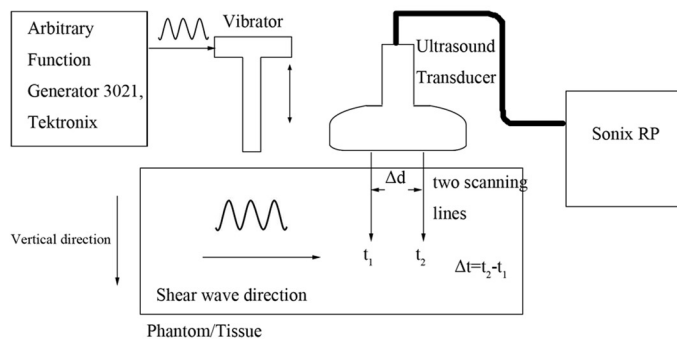 Arbitrary
Function
Generator 3021,
Tektronix
Vibrator
Ultrasound
Transducer
Sonix RP
Δd
two scanning
lines
Vertical direction
t1
t2
Δt=t2-t1
Shear wave direction
Phantom/Tissue